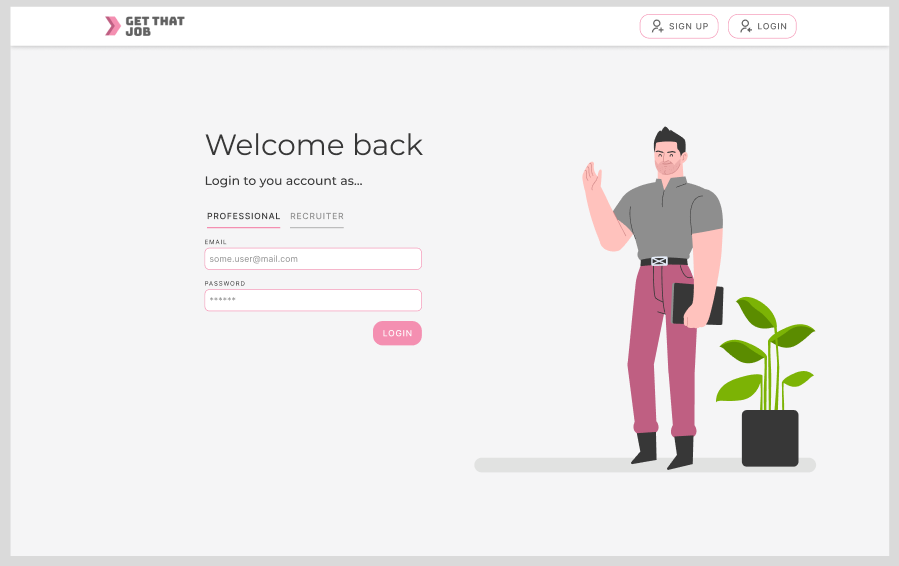 GET THAT
JOB
SIGN UP
LOGIN
Welcome back
Login to you account as...
PROFESSIONAL
RECRUITER
EMAIL
some.user@mail.com
PASSWORD
******
LOGIN